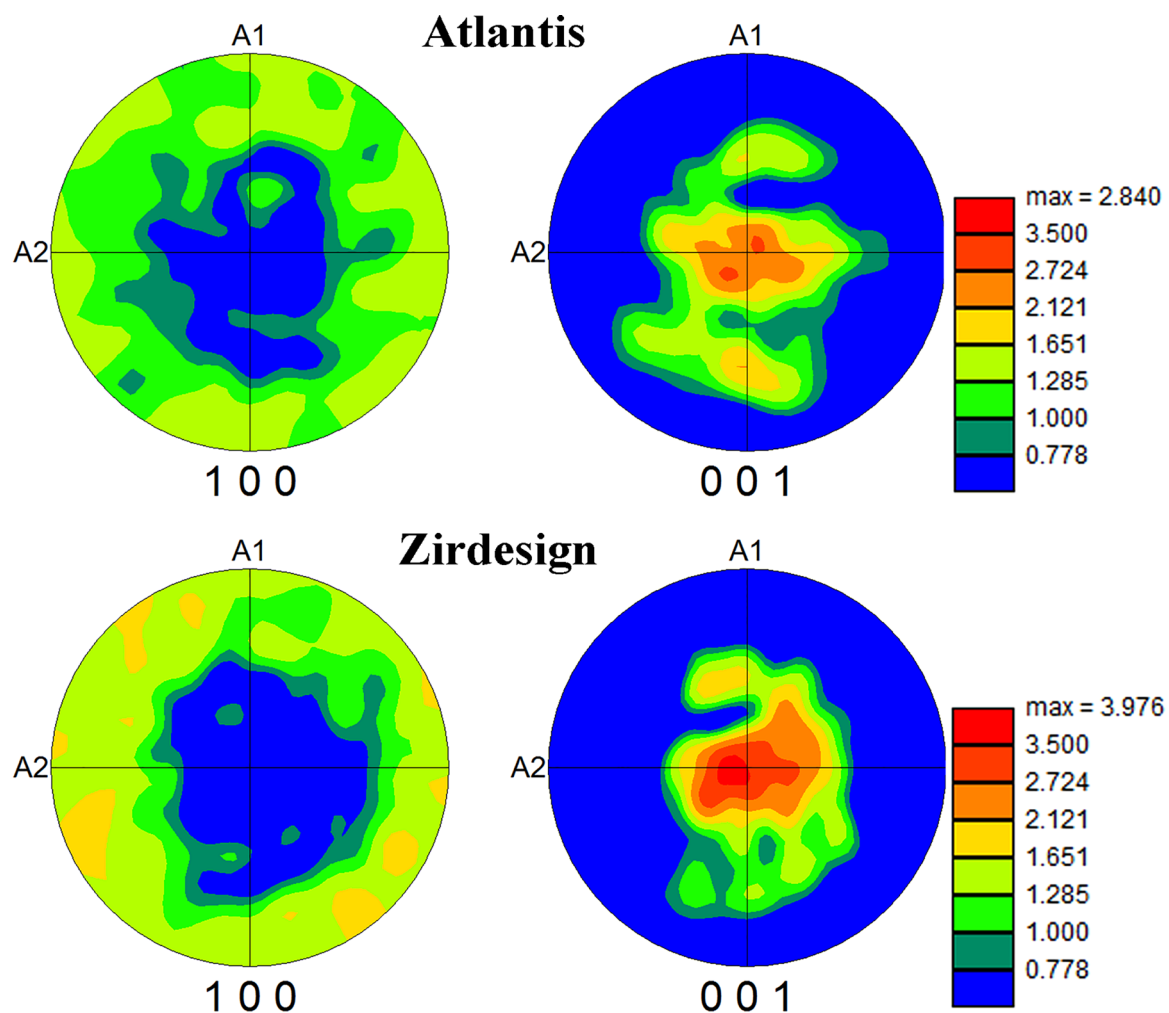 Atlantis
A1
A1
A2
A2
max = 2.840
3.500
2.724
2.121
1.651
1.285
1.000
0.778
1 0 0
0 0 1
Zirdesign
A1
A1
A2
A2
max = 3.976
3.500
2.724
2.121
1.651
1.285
1.000
0.778
1 0 0
0 0 1